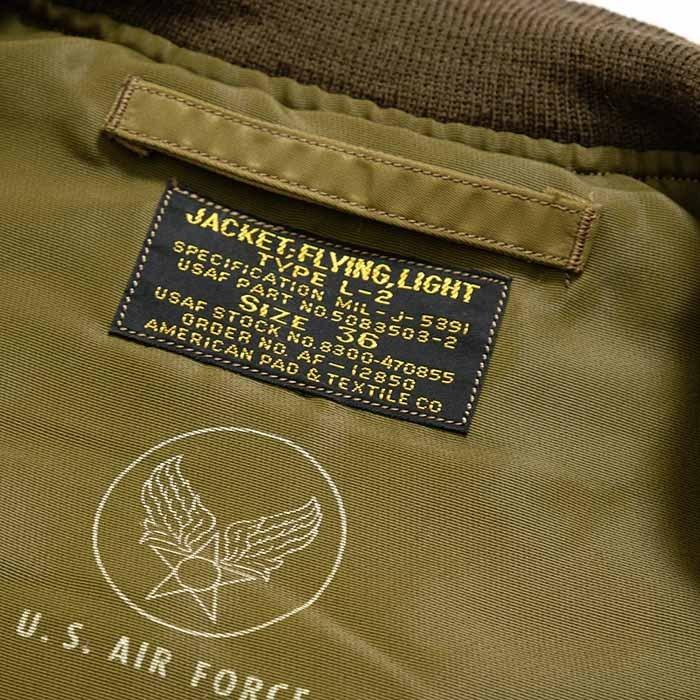 JACKET,FLYING,LIGHT
TYPE L-2
SPECIFICATION MIL-J-5391
USAF PART NO.5083503-2
SIZE 36
USAF STOCK NO.8300-470855
ORDER NO. AF-12850
AMERICAN PAD & TEXTILE CO
U.S. AIR FORCE